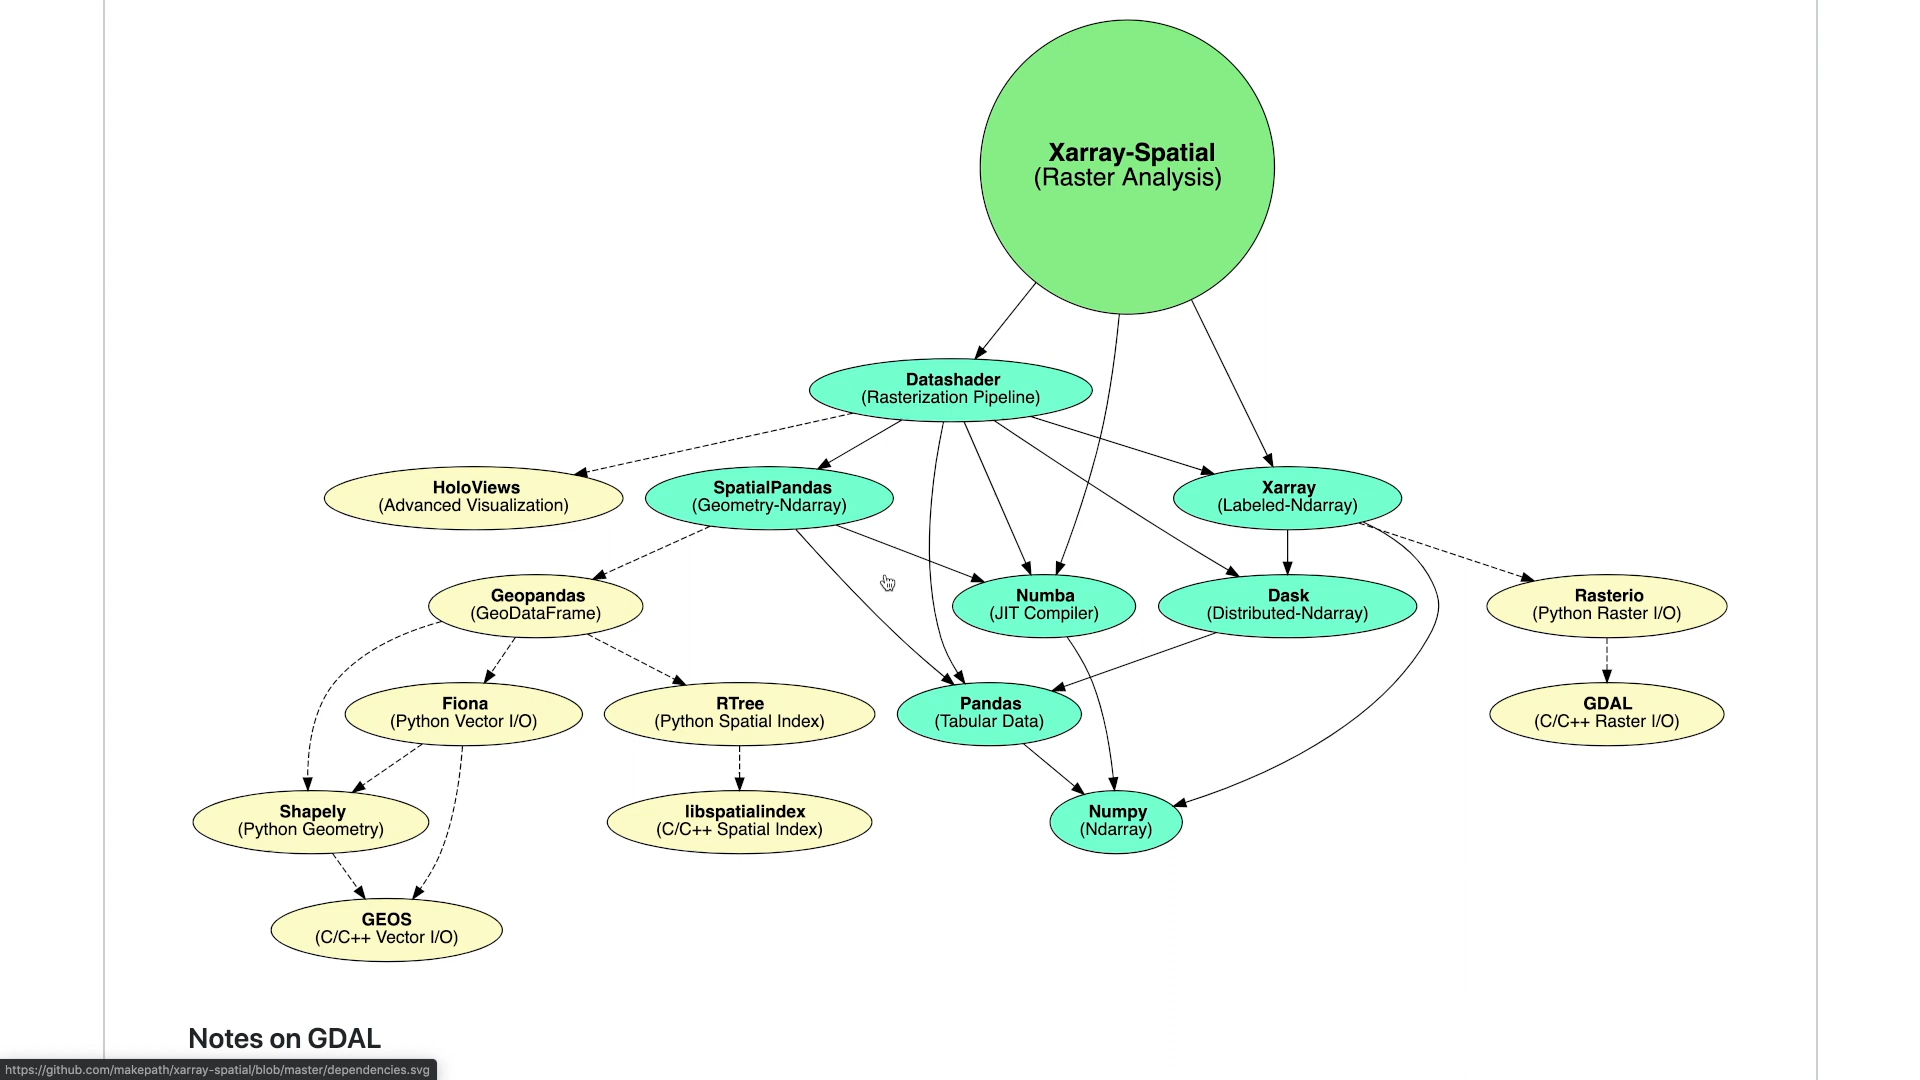 Xarray-Spatial
(Raster Analysis)
Datashader
(Rasterization Pipeline)
HoloViews
(Advanced Visualization)
SpatialPandas
(Geometry-Ndarray)
Xarray
(Labeled-Ndarray)
Geopandas
(GeoDataFrame)
Numba
(JIT Compiler)
Dask
(Distributed-Ndarray)
Rasterio
(Python Raster I/O)
Fiona
(Python Vector I/O)
RTree
(Python Spatial Index)
Pandas
(Tabular Data)
GDAL
(C/C++ Raster I/O)
Shapely
(Python Geometry)
libspatialindex
(C/C++ Spatial Index)
Numpy
(Ndarray)
GEOS
(C/C++ Vector I/O)
Notes on GDAL
https://github.com/makepath/xarray-spatial/blob/master/dependencies.svg